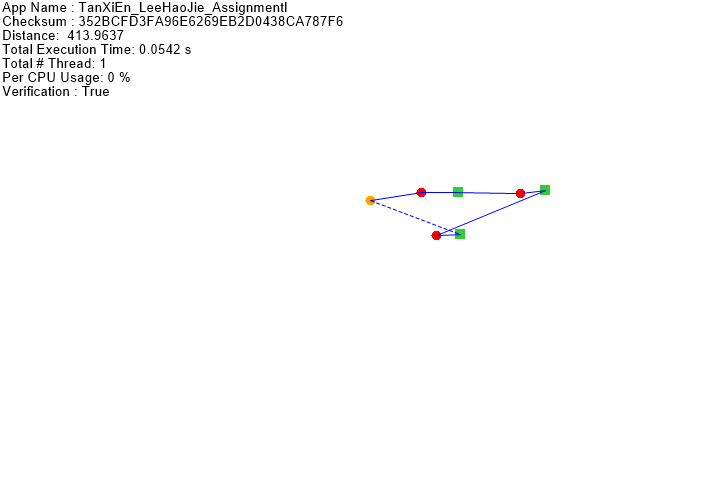 App Name : TanXiEn_LeeHaoJie_AssignmentI
Checksum : 352BCFD3FA96E6269EB2D0438CA787F6
Distance:  413.9637
Total Execution Time: 0.0542 s
Total # Thread: 1
Per CPU Usage: 0 %
Verification : True